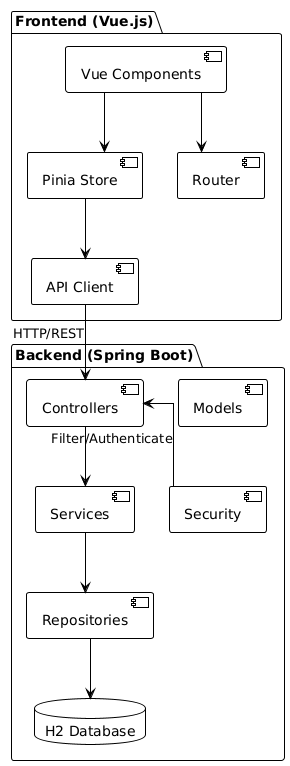 Frontend (Vue.js)
Vue Components
Pinia Store
Router
API Client
HTTP/REST
Backend (Spring Boot)
Controllers
Models
Filter/Authenticate
Services
Security
Repositories
H2 Database